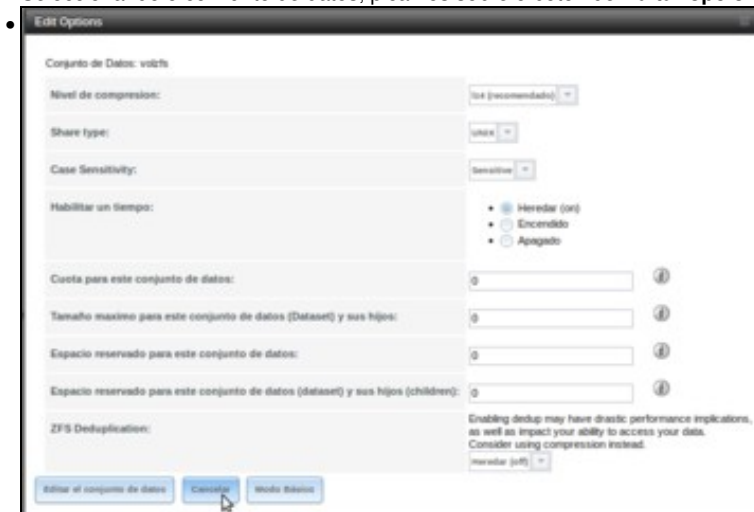 Edit Options
Conjunto de Datos: volzfs
Nivel de compresion:
lz4 (recomendado)
Share type:
UNIX
Case Sensitivity:
Sensitive
Habilitar un tiempo:
Heredar (on)
Encendido
Apagado
Cuota para este conjunto de datos:
0
Tamaño maximo para este conjunto de datos (Dataset) y sus hijos:
0
Espacio reservado para este conjunto de datos:
0
Espacio reservado para este conjunto de datos (dataset) y sus hijos (children):
0
ZFS Deduplication:
Enabling dedup may have drastic performance implications,
as well as impact your ability to access your data.
Consider using compression instead.
Heredar (off)
Editar el conjunto de datos
Cancelar
Modo Básico